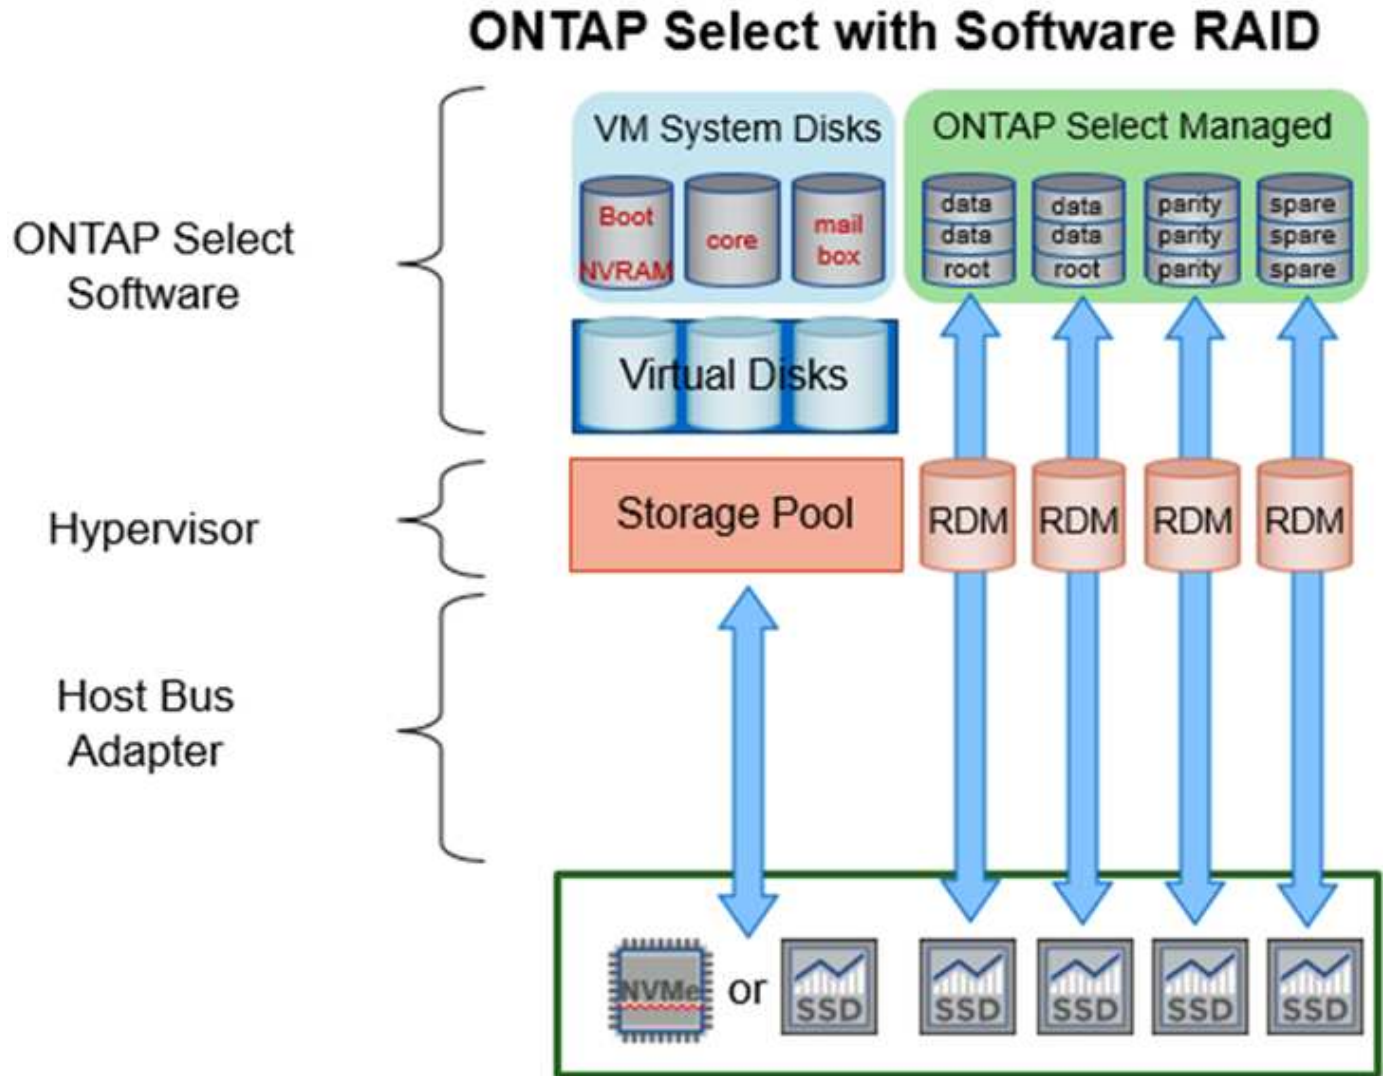 ONTAP Select with Software RAID
VM System Disks
ONTAP Select Managed
Boot
NVRAM
core
mail
box
data
data
root
data
data
root
parity
parity
parity
spare
spare
spare
ONTAP Select
Software
Virtual Disks
Hypervisor
Storage Pool
RDM
RDM
RDM
RDM
Host Bus
Adapter
NVMe
or
SSD
SSD
SSD
SSD
SSD